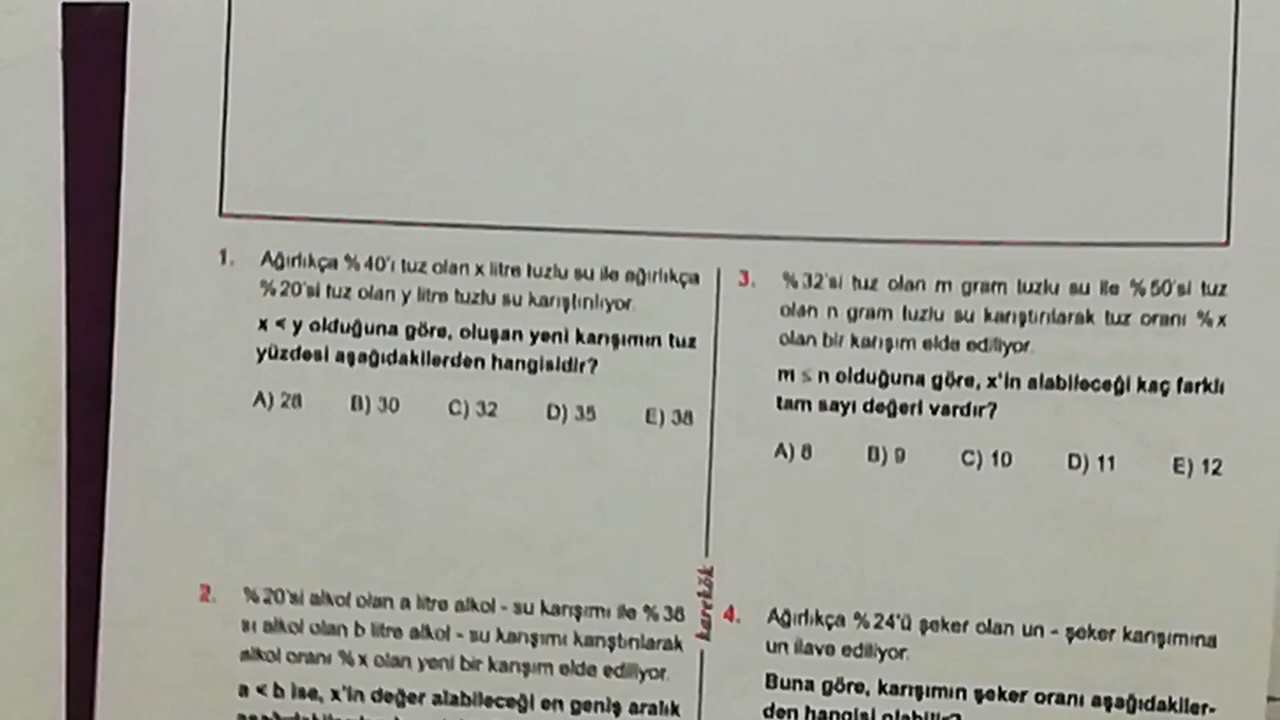 1. Ağırlıkça %40'ı tuz olan x litre tuzlu su ile ağırlıkça
%20'si tuz olan y litre tuzlu su karıştırılıyor.
x < y olduğuna göre, oluşan yeni karışımın tuz
yüzdesi aşağıdakilerden hangisidir?
A) 28 B) 30 C) 32 D) 35 E) 38
2. %20'si alkol olan a litre alkol - su karışımı ile %36
sı alkol olan b litre alkol - su karışımı karıştırılarak
alkol oranı %x olan yeni bir karışım elde ediliyor.
a < b ise, x'in değer alabileceği en geniş aralık
karekök
3. %32'si tuz olan m gram tuzlu su ile %50'si tuz
olan n gram tuzlu su karıştırılarak tuz oranı %x
olan bir karışım elde ediliyor.
m ≤ n olduğuna göre, x'in alabileceği kaç farklı
tam sayı değeri vardır?
A) 8 B) 9 C) 10 D) 11 E) 12
4. Ağırlıkça %24'ü şeker olan un - şeker karışımına
un ilave ediliyor.
Buna göre, karışımın şeker oranı aşağıdakiler-
den hangisi olabilir?